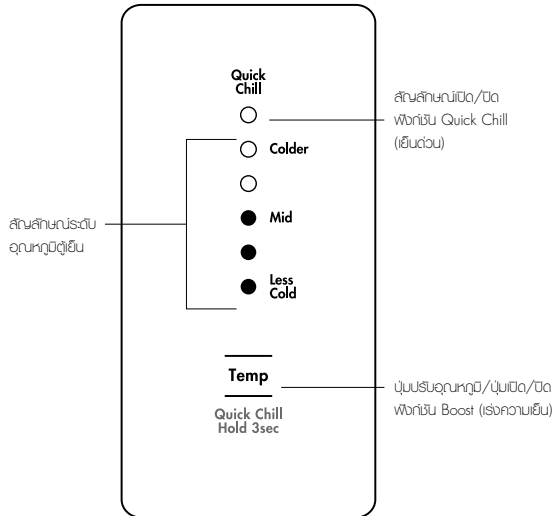 Quick
Chill
สัญลักษณ์เปิด/ปิด
ฟังก์ชัน Quick Chill
(เย็นด่วน)
Colder
Mid
สัญลักษณ์ระดับ
อุณหภูมิตู้เย็น
Less
Cold
Temp
Quick Chill
Hold 3sec
ปุ่มปรับอุณหภูมิ/ปุ่มเปิด/ปิด
ฟังก์ชัน Boost (เร่งความเย็น)